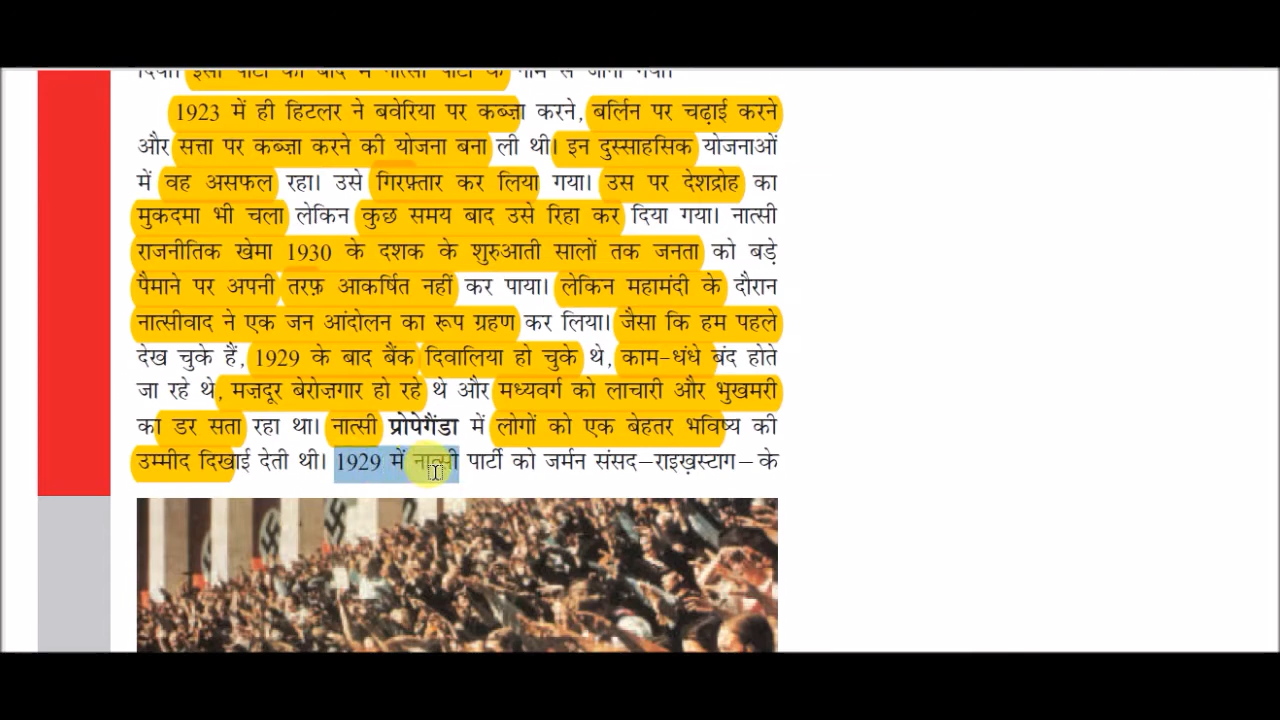 दिया। इसी पार्टी को बाद में नात्सी पार्टी के नाम से जाना गया।
1923 में ही हिटलर ने बवेरिया पर कब्ज़ा करने, बर्लिन पर चढ़ाई करने
और सत्ता पर कब्ज़ा करने की योजना बना ली थी। इन दुस्साहसिक योजनाओं
में वह असफल रहा। उसे गिरफ़्तार कर लिया गया। उस पर देशद्रोह का
मुकदमा भी चला लेकिन कुछ समय बाद उसे रिहा कर दिया गया। नात्सी
राजनीतिक खेमा 1930 के दशक के शुरुआती सालों तक जनता को बड़े
पैमाने पर अपनी तरफ़ आकर्षित नहीं कर पाया। लेकिन महामंदी के दौरान
नात्सीवाद ने एक जन आंदोलन का रूप ग्रहण कर लिया। जैसा कि हम पहले
देख चुके हैं, 1929 के बाद बैंक दिवालिया हो चुके थे, काम-धंधे बंद होते
जा रहे थे, मज़दूर बेरोज़गार हो रहे थे और मध्यवर्ग को लाचारी और भुखमरी
का डर सता रहा था। नात्सी प्रोपेगैंडा में लोगों को एक बेहतर भविष्य की
उम्मीद दिखाई देती थी। 1929 में नात्सी पार्टी को जर्मन संसद–राइख़स्टाग– के